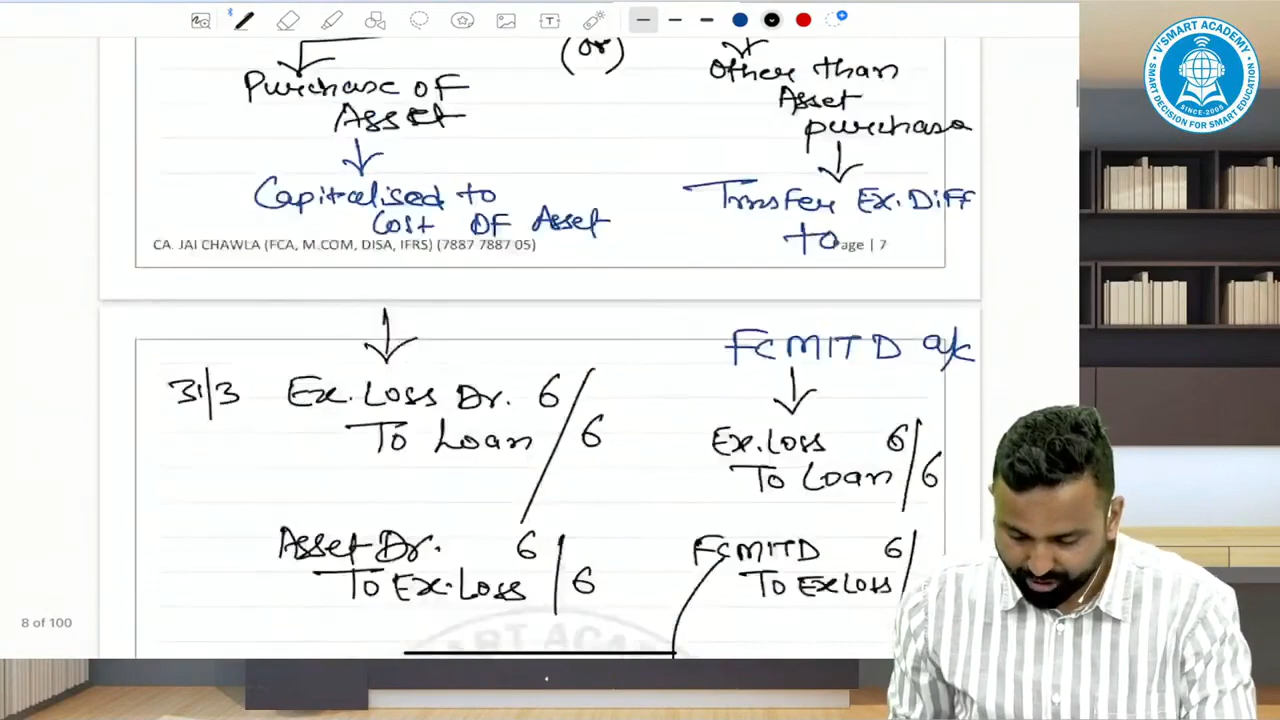 (or)
Purchase of
Asset
Other than
Asset
purchase
Capitalised to
Cost OF Asset
Transfer Ex. Diff
to
CA. JAI CHAWLA (FCA, M.COM, DISA, IFRS) (7887 7887 05)
Page | 7
FCMITD a/c
31/3 Ex. Loss Dr. 6
To Loan 6
Ex. Loss 6
To Loan 6
Asset Dr. 6
To Ex. Loss 6
FCMITD 6
To Ex Loss
8 of 100
SMART ACAD
V'SMART ACADEMY
SINCE-2005
SMART DECISION FOR SMART EDUCATION